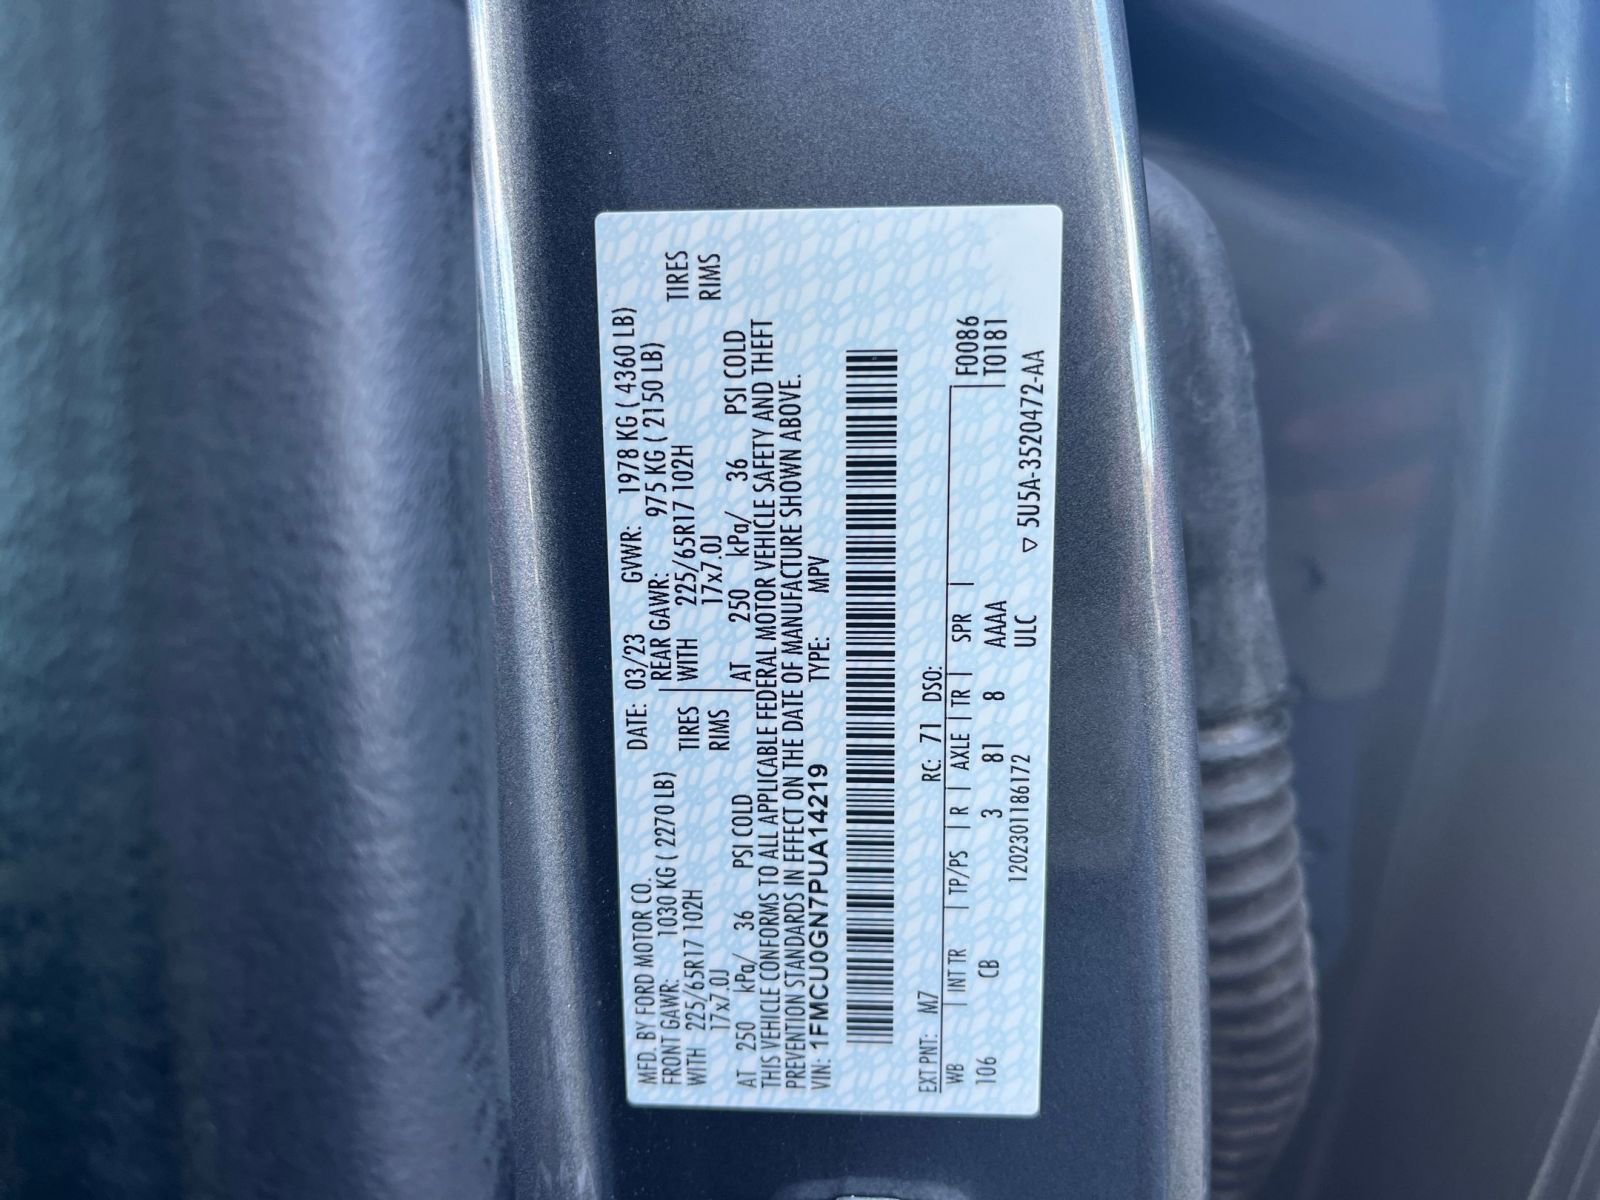 MFD. BY FORD MOTOR CO. DATE: 03/23 GVWR: 1978 KG ( 4360 LB)
FRONT GAWR: 1030 KG ( 2270 LB) REAR GAWR: 975 KG ( 2150 LB)
WITH 225/65R17 102H TIRES WITH 225/65R17 102H TIRES
17x7.0J RIMS 17x7.0J RIMS
AT 250 kPa/ 36 PSI COLD AT 250 kPa/ 36 PSI COLD
THIS VEHICLE CONFORMS TO ALL APPLICABLE FEDERAL MOTOR VEHICLE SAFETY AND THEFT
PREVENTION STANDARDS IN EFFECT ON THE DATE OF MANUFACTURE SHOWN ABOVE.
VIN: 1FMCU0GN7PUA14219 TYPE: MPV
EXT PNT: M7 RC: 71 DSO:
WB | INT TR | TP/PS | R | AXLE | TR | SPR | F0086
106 CB 3 81 8 AAAA T0181
1202301186172 ULC
▽ 5U5A-3520472-AA